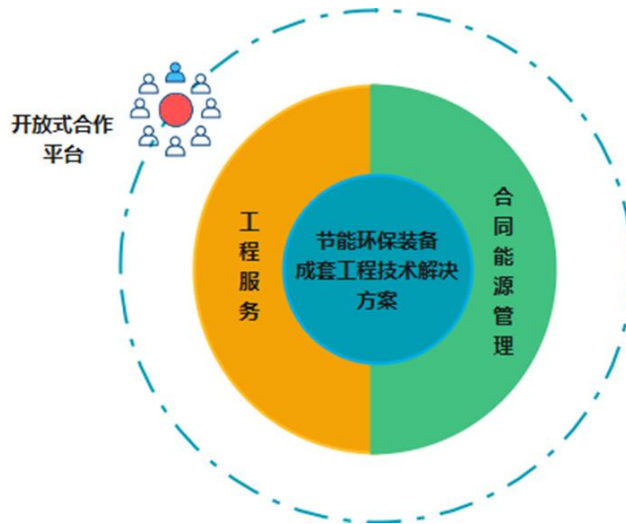 开放式合作
平台
工程服务
节能环保装备
成套工程技术解决
方案
合同能源管理